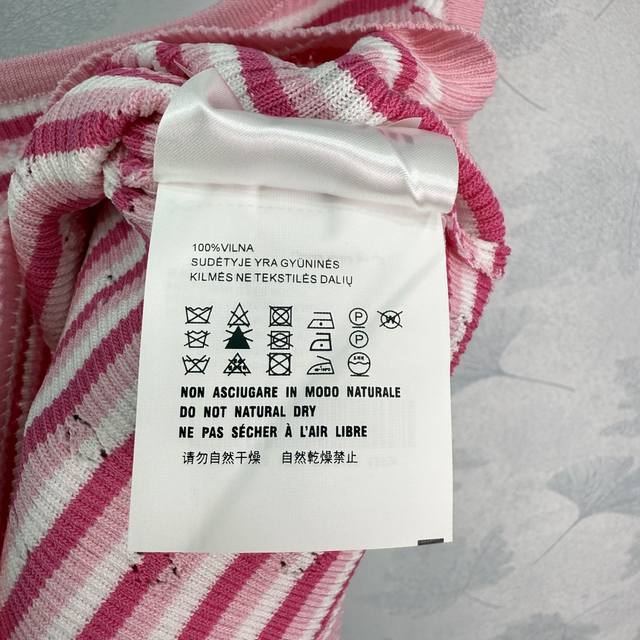 100%VILNA
SUDĖTYJE YRA GYŪNINĖS
KILMĖS NE TEKSTILĖS DALIŲ
NON ASCIUGARE IN MODO NATURALE
DO NOT NATURAL DRY
NE PAS SÉCHER À L'AIR LIBRE
请勿自然干燥 自然乾燥禁止